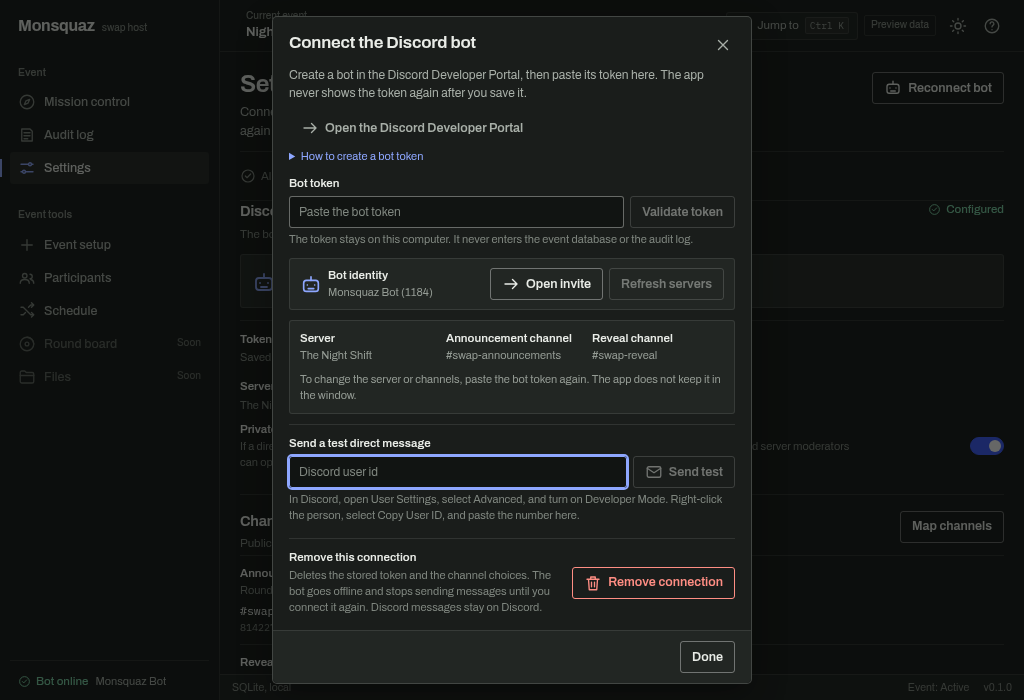 Monsquaz swap host
Current event
Nigh
Jump to Ctrl K
Preview data
Event
Mission control
Audit log
Settings
Event tools
Event setup
Participants
Schedule
Round board Soon
Files Soon
Bot online Monsquaz Bot
Set
Conne
again
Reconnect bot
Al
Disco
The bo
Configured
Token
Saved
Server
The Ni
Privat
If a dire
can op
d server moderators
Chan
Public
Map channels
Annou
Round
#swap
81422
Revea
SQLite, local
Event: Active v0.1.0
Connect the Discord bot
Create a bot in the Discord Developer Portal, then paste its token here. The app
never shows the token again after you save it.
Open the Discord Developer Portal
How to create a bot token
Bot token
Paste the bot token
Validate token
The token stays on this computer. It never enters the event database or the audit log.
Bot identity
Monsquaz Bot (1184)
Open invite
Refresh servers
Server Announcement channel Reveal channel
The Night Shift #swap-announcements #swap-reveal
To change the server or channels, paste the bot token again. The app does not keep it in
the window.
Send a test direct message
Discord user id
Send test
In Discord, open User Settings, select Advanced, and turn on Developer Mode. Right-click
the person, select Copy User ID, and paste the number here.
Remove this connection
Deletes the stored token and the channel choices. The
bot goes offline and stops sending messages until you
connect it again. Discord messages stay on Discord.
Remove connection
Done